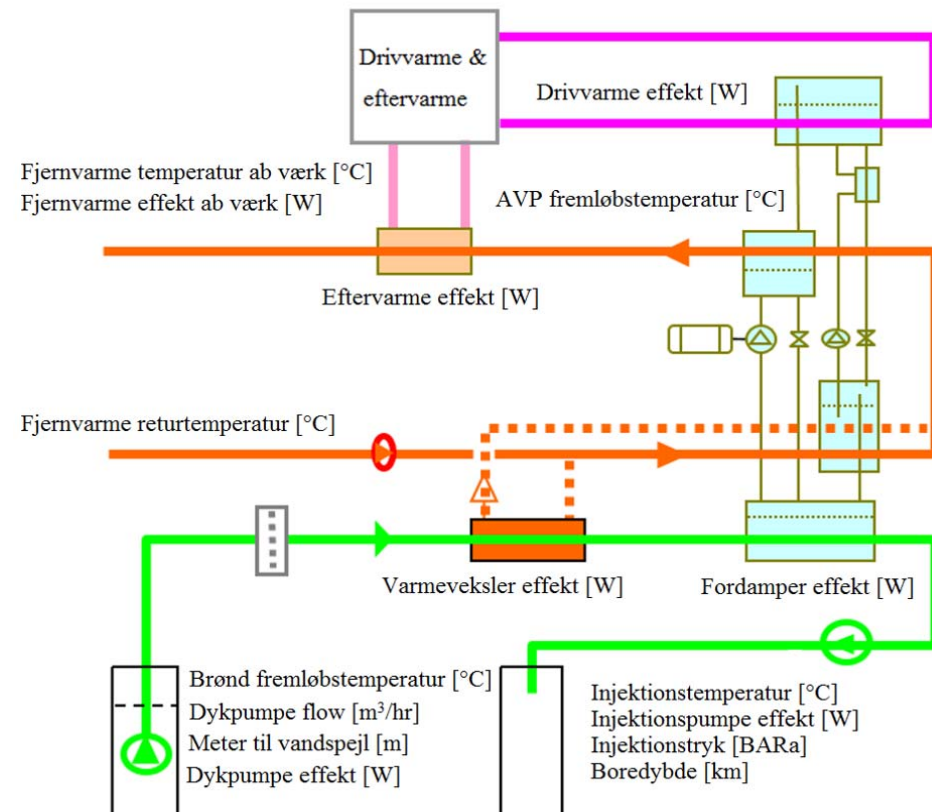 Drivvarme &
eftervarme
Drivvarme effekt [W]
Fjernvarme temperatur ab værk [°C]
Fjernvarme effekt ab værk [W]
AVP fremløbstemperatur [°C]
Eftervarme effekt [W]
Fjernvarme returtemperatur [°C]
Varmeveksler effekt [W]
Fordamper effekt [W]
Brønd fremløbstemperatur [°C]
Dykpumpe flow [m³/hr]
Meter til vandspejl [m]
Dykpumpe effekt [W]
Injektionstemperatur [°C]
Injektionspumpe effekt [W]
Injektionstryk [BARa]
Boredybde [km]